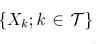 {X_k; k ∈ 𝒯}